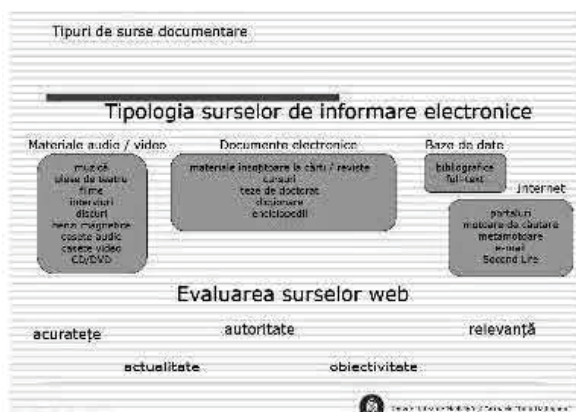 Tipuri de surse documentare
Tipologia surselor de informare electronice
Materiale audio / video
muzică
piese de teatru
filme
interviuri
discuri
benzi magnetice
casete audio
casete video
CD/DVD
Documente electronice
materiale însoțitoare la cărți / reviste
cursuri
teze de doctorat
dicționare
enciclopedii
Baze de date
bibliografice
full-text
Internet
portaluri
motoare de căutare
metamotoare
e-mail
Second Life
Evaluarea surselor web
acuratețe
autoritate
relevanță
actualitate
obiectivitate